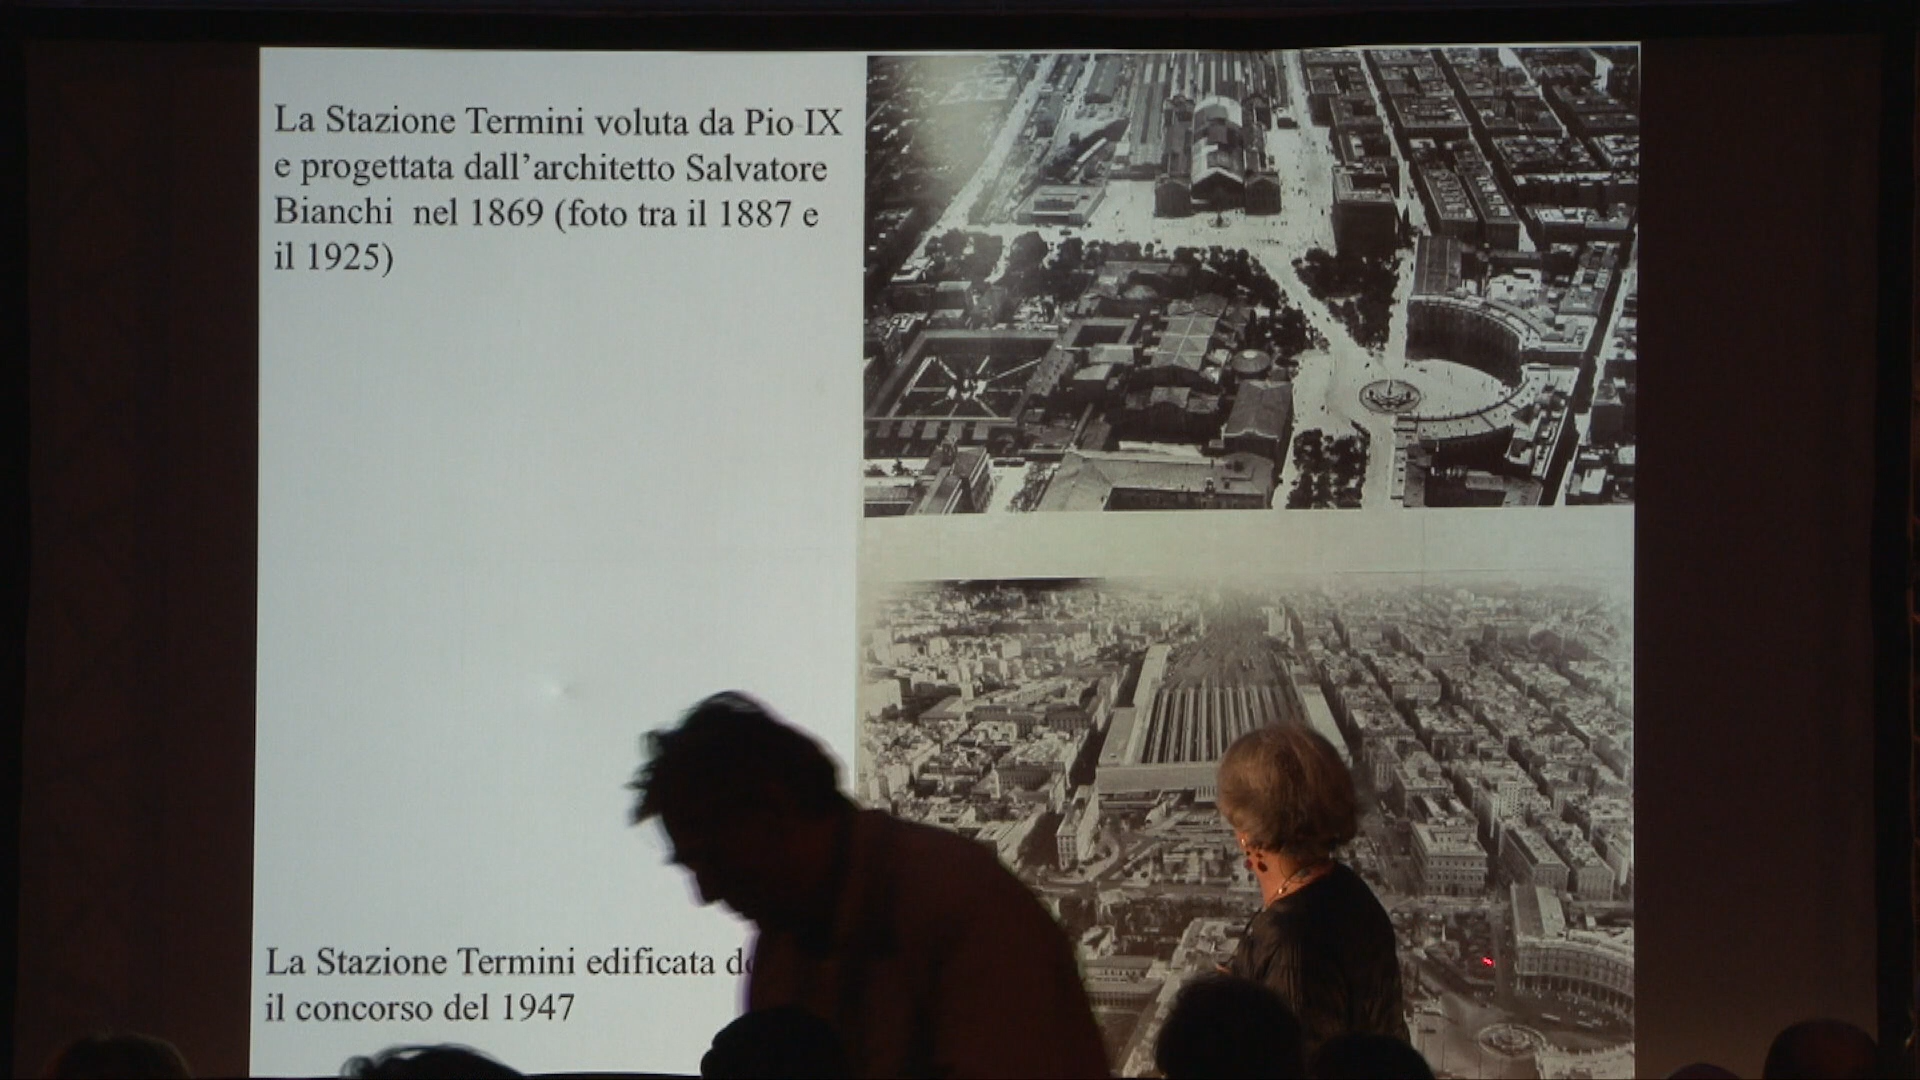 La Stazione Termini voluta da Pio IX
e progettata dall’architetto Salvatore
Bianchi nel 1869 (foto tra il 1887 e
il 1925)
La Stazione Termini edificata
il concorso del 1947